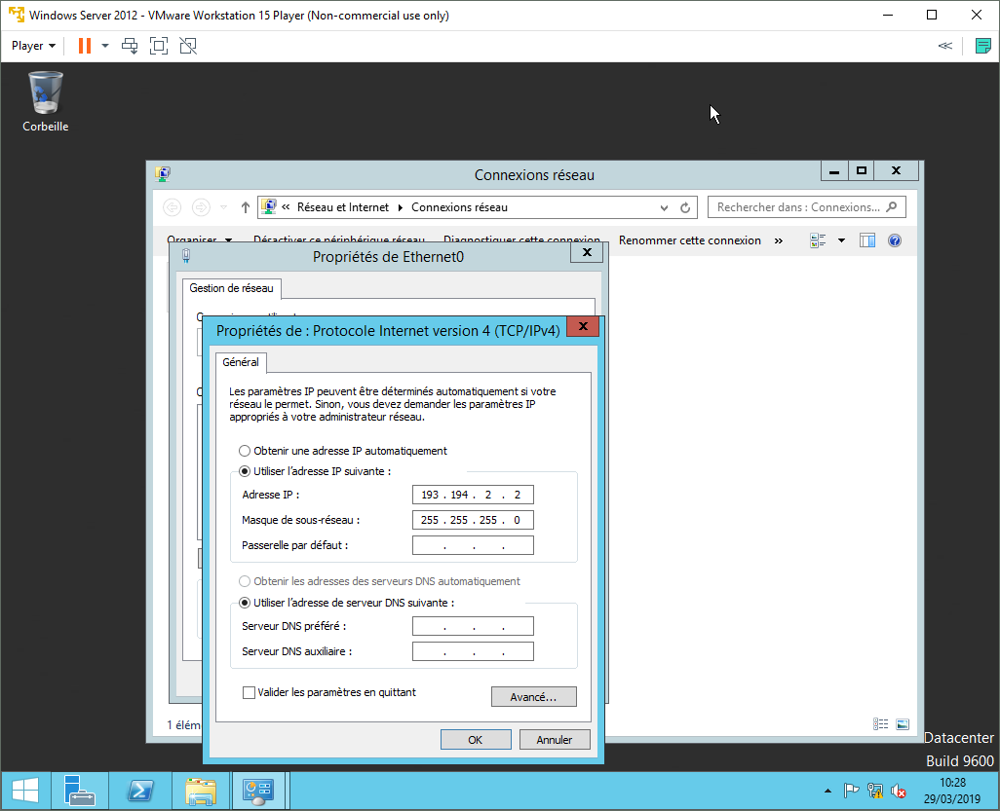 Windows Server 2012 - VMware Workstation 15 Player (Non-commercial use only)
Player
Corbeille
Connexions réseau
« Réseau et Internet Connexions réseau
Rechercher dans : Connexions...
Organiser Désactiver ce périphérique réseau Diagnostiquer cette connexion Renommer cette connexion »
Propriétés de Ethernet0
Gestion de réseau
Propriétés de : Protocole Internet version 4 (TCP/IPv4)
Général
Les paramètres IP peuvent être déterminés automatiquement si votre
réseau le permet. Sinon, vous devez demander les paramètres IP
appropriés à votre administrateur réseau.
Obtenir une adresse IP automatiquement
Utiliser l'adresse IP suivante :
Adresse IP : 193 . 194 . 2 . 2
Masque de sous-réseau : 255 . 255 . 255 . 0
Passerelle par défaut : . . .
Obtenir les adresses des serveurs DNS automatiquement
Utiliser l'adresse de serveur DNS suivante :
Serveur DNS préféré : . . .
Serveur DNS auxiliaire : . . .
Valider les paramètres en quittant
Avancé...
1 élém
OK Annuler
Datacenter
Build 9600
10:28
29/03/2019